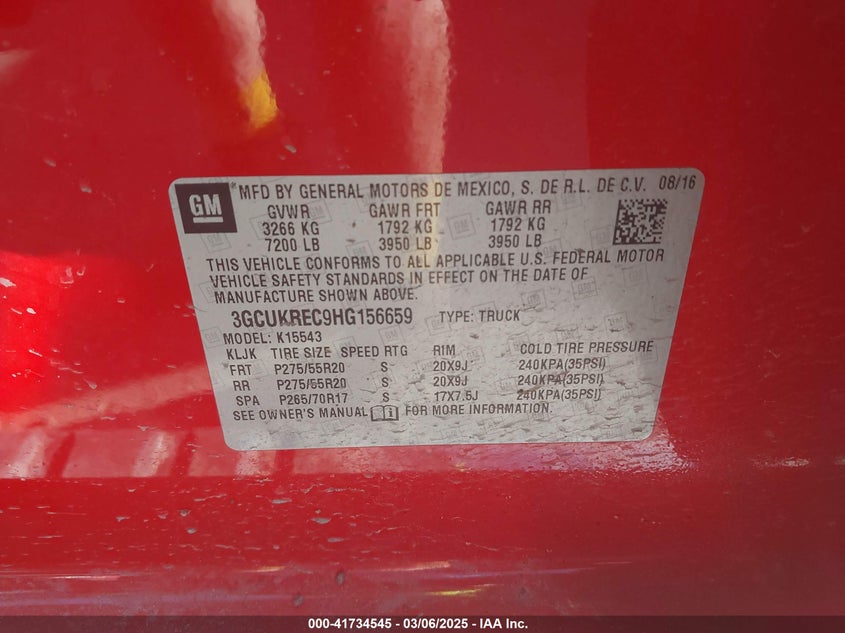 GM
MFD BY GENERAL MOTORS DE MEXICO, S. DE R.L. DE C.V. 08/16
GVWR GAWR FRT GAWR RR
3266 KG 1792 KG 1792 KG
7200 LB 3950 LB 3950 LB
THIS VEHICLE CONFORMS TO ALL APPLICABLE U.S. FEDERAL MOTOR
VEHICLE SAFETY STANDARDS IN EFFECT ON THE DATE OF
MANUFACTURE SHOWN ABOVE.
3GCUKREC9HG156659 TYPE: TRUCK
MODEL: K15543
KLJK TIRE SIZE SPEED RTG RIM COLD TIRE PRESSURE
FRT P275/55R20 S 20X9J 240KPA(35PSI)
RR P275/55R20 S 20X9J 240KPA(35PSI)
SPA P265/70R17 S 17X7.5J 240KPA(35PSI)
SEE OWNER'S MANUAL FOR MORE INFORMATION.
000-41734545 - 03/06/2025 - IAA Inc.